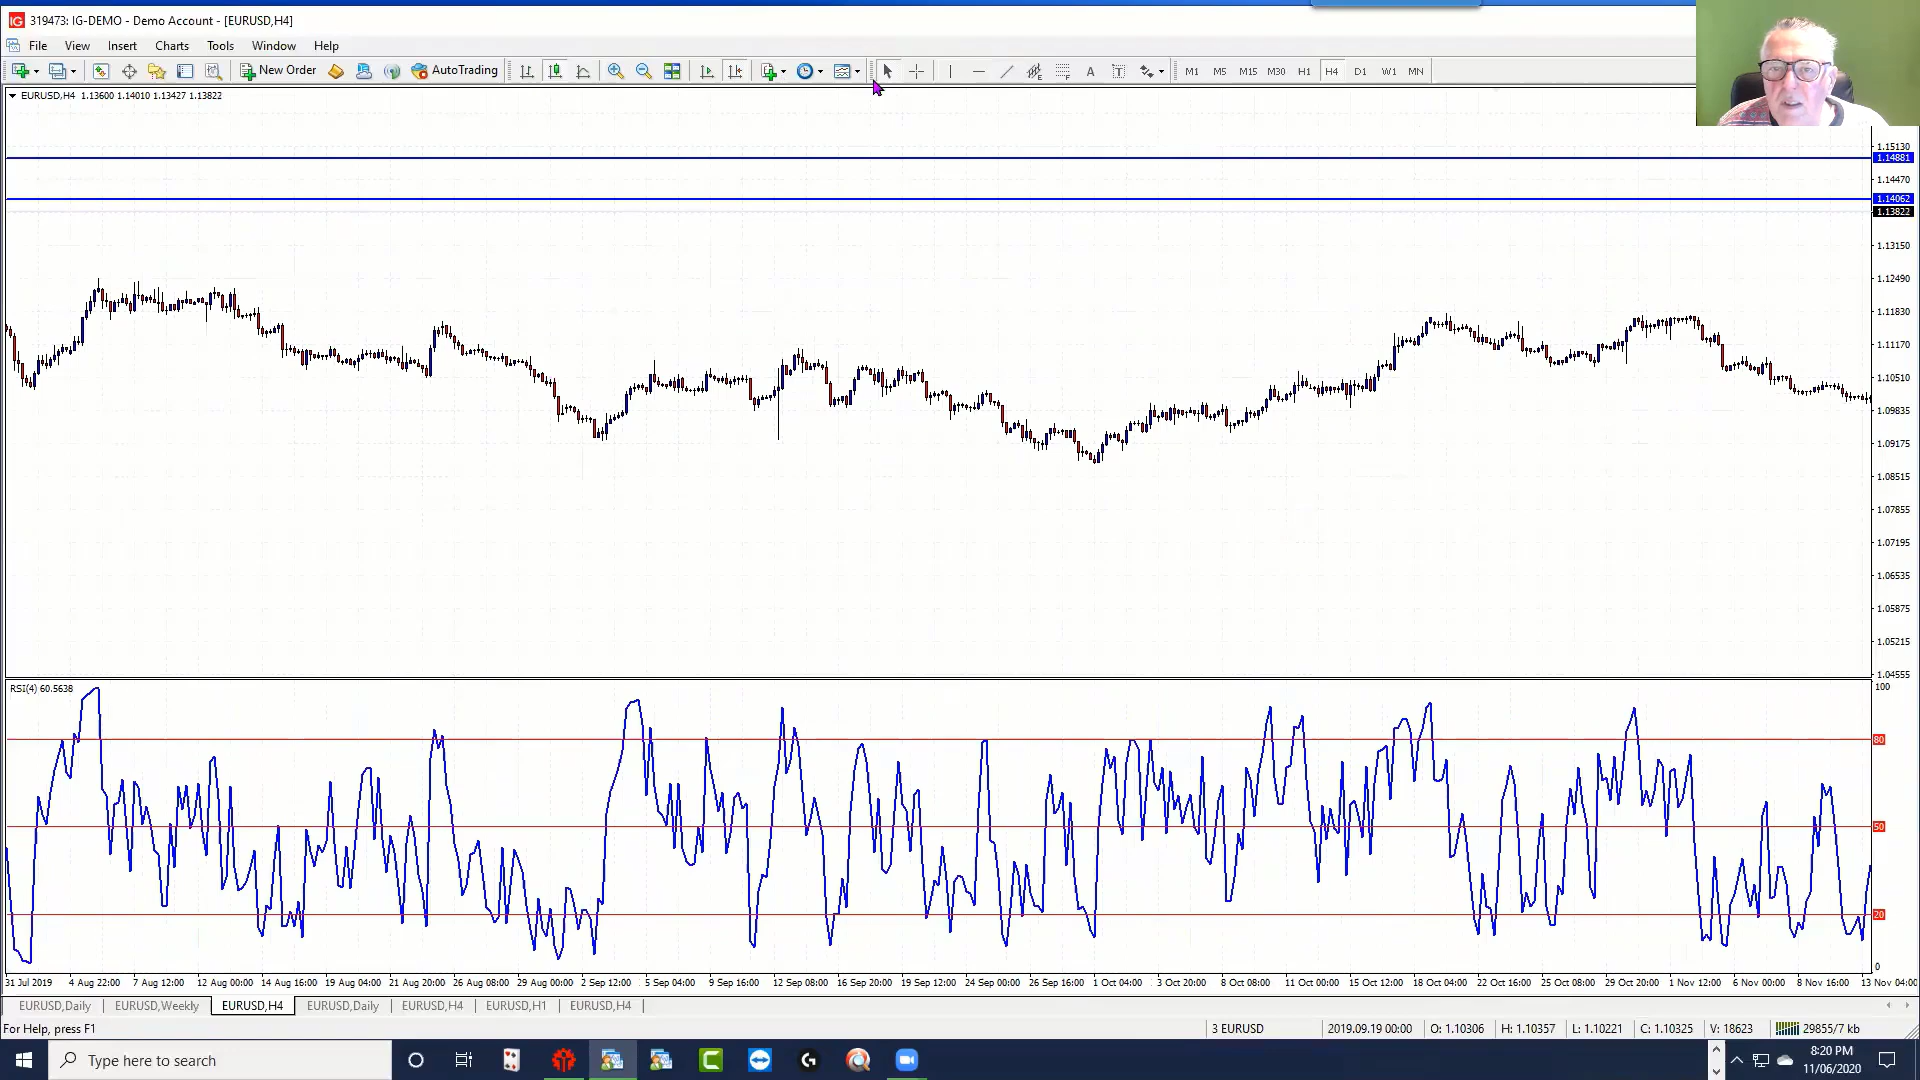 IG 319473: IG-DEMO - Demo Account - [EURUSD,H4]
File View Insert Charts Tools Window Help
New Order AutoTrading A T M1 M5 M15 M30 H1 H4 D1 W1 MN
EURUSD,H4 1.13600 1.14010 1.13427 1.13822
1.15130
1.14881
1.14470
1.14062
1.13822
1.13150
1.12490
1.11830
1.11170
1.10510
1.09835
1.09175
1.08515
1.07855
1.07195
1.06535
1.05875
1.05215
1.04555
RSI(4) 60.5638
100
80
50
20
0
31 Jul 2019 4 Aug 22:00 7 Aug 12:00 12 Aug 00:00 14 Aug 16:00 19 Aug 04:00 21 Aug 20:00 26 Aug 08:00 29 Aug 00:00 2 Sep 12:00 5 Sep 04:00 9 Sep 16:00 12 Sep 08:00 16 Sep 20:00 19 Sep 12:00 24 Sep 00:00 26 Sep 16:00 1 Oct 04:00 3 Oct 20:00 8 Oct 08:00 11 Oct 00:00 15 Oct 12:00 18 Oct 04:00 22 Oct 16:00 25 Oct 08:00 29 Oct 20:00 1 Nov 12:00 6 Nov 00:00 8 Nov 16:00 13 Nov 04:00
EURUSD,Daily EURUSD,Weekly EURUSD,H4 EURUSD,Daily EURUSD,H4 EURUSD,H1 EURUSD,H4
For Help, press F1 3 EURUSD 2019.09.19 00:00 O: 1.10306 H: 1.10357 L: 1.10221 C: 1.10325 V: 18623 29855/7 kb
Type here to search
8:20 PM
11/06/2020